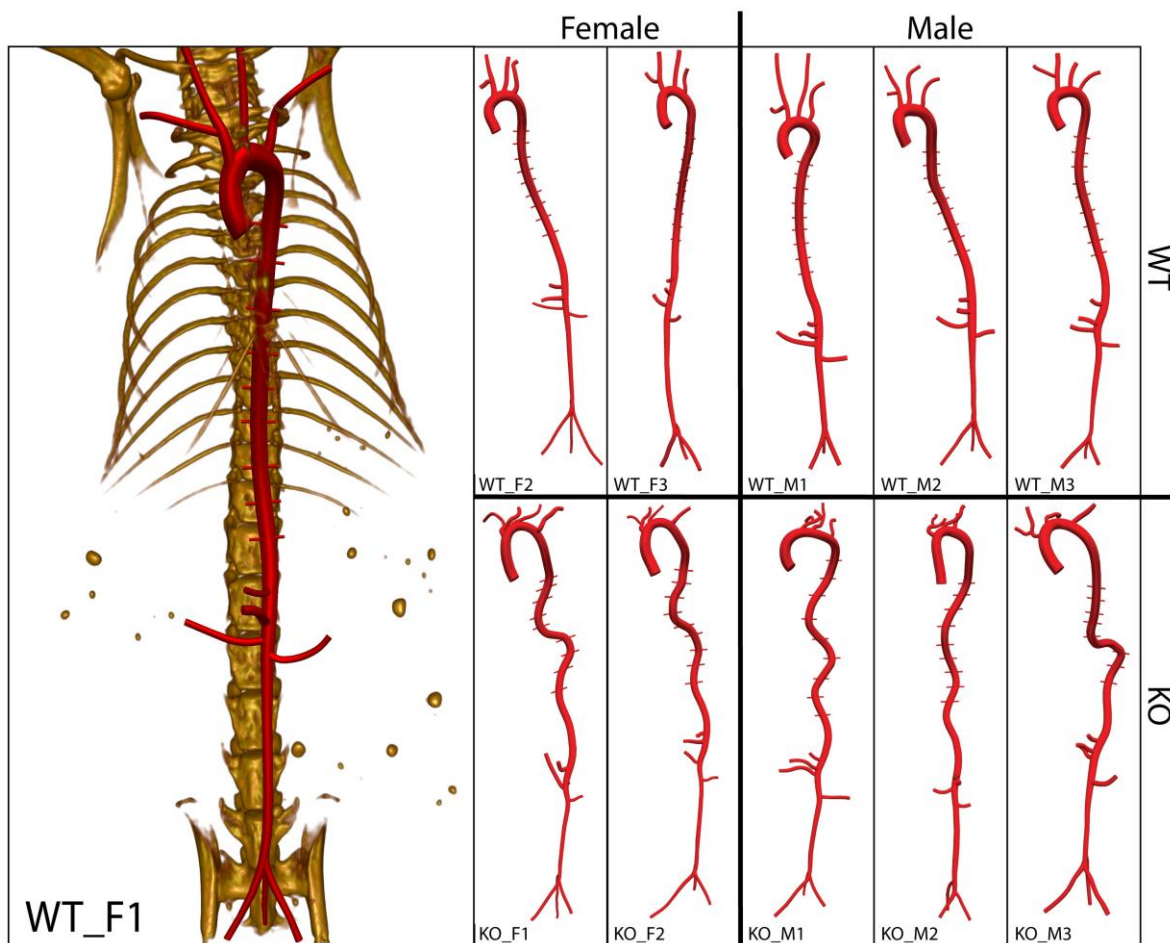 Female
Male
WT_F1
WT_F2
WT_F3
WT_M1
WT_M2
WT_M3
WT
KO_F1
KO_F2
KO_M1
KO_M2
KO_M3
KO